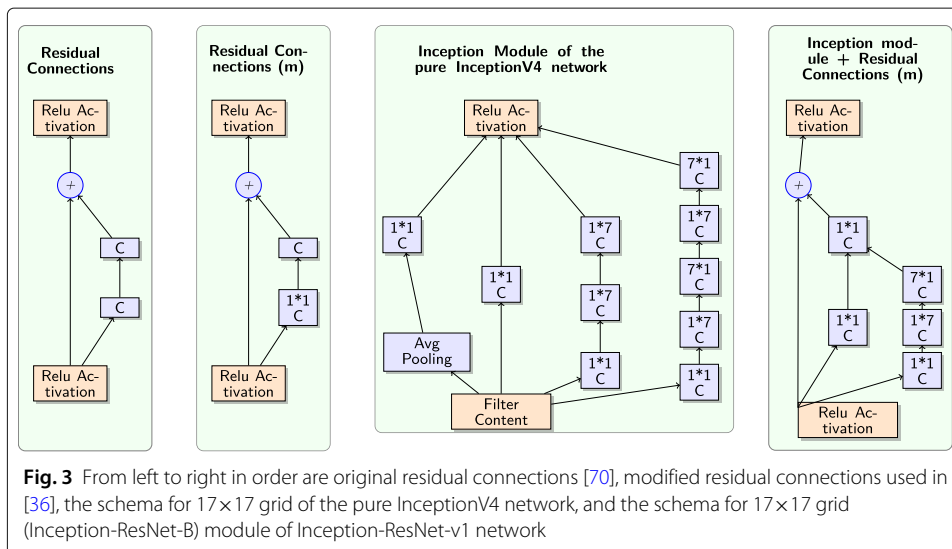 Residual
Connections
Relu Ac-
tivation
+
C
C
Relu Ac-
tivation
Residual Con-
nections (m)
Relu Ac-
tivation
+
C
1*1
C
Relu Ac-
tivation
Inception Module of the
pure InceptionV4 network
Relu Ac-
tivation
1*1
C
Avg
Pooling
1*1
C
1*7
C
1*7
C
1*1
C
7*1
C
1*7
C
7*1
C
1*7
C
1*1
C
Filter
Content
Inception mod-
ule + Residual
Connections (m)
Relu Ac-
tivation
+
1*1
C
1*1
C
7*1
C
1*7
C
1*1
C
Relu Ac-
tivation
Fig. 3 From left to right in order are original residual connections [70], modified residual connections used in
[36], the schema for 17×17 grid of the pure InceptionV4 network, and the schema for 17×17 grid
(Inception-ResNet-B) module of Inception-ResNet-v1 network